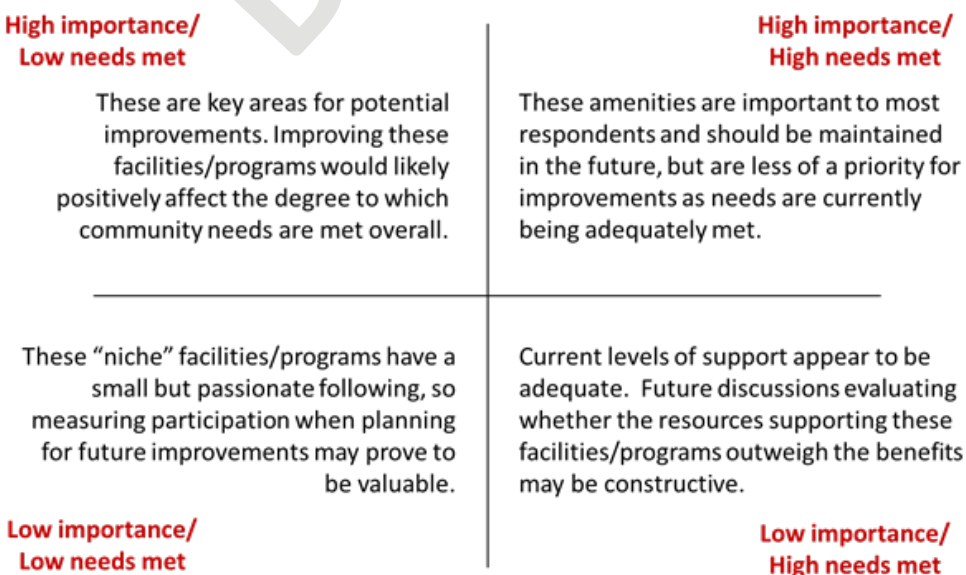 High importance/
Low needs met
These are key areas for potential
improvements. Improving these
facilities/programs would likely
positively affect the degree to which
community needs are met overall.
High importance/
High needs met
These amenities are important to most
respondents and should be maintained
in the future, but are less of a priority for
improvements as needs are currently
being adequately met.
These “niche” facilities/programs have a
small but passionate following, so
measuring participation when planning
for future improvements may prove to
be valuable.
Low importance/
Low needs met
Current levels of support appear to be
adequate.  Future discussions evaluating
whether the resources supporting these
facilities/programs outweigh the benefits
may be constructive.
Low importance/
High needs met